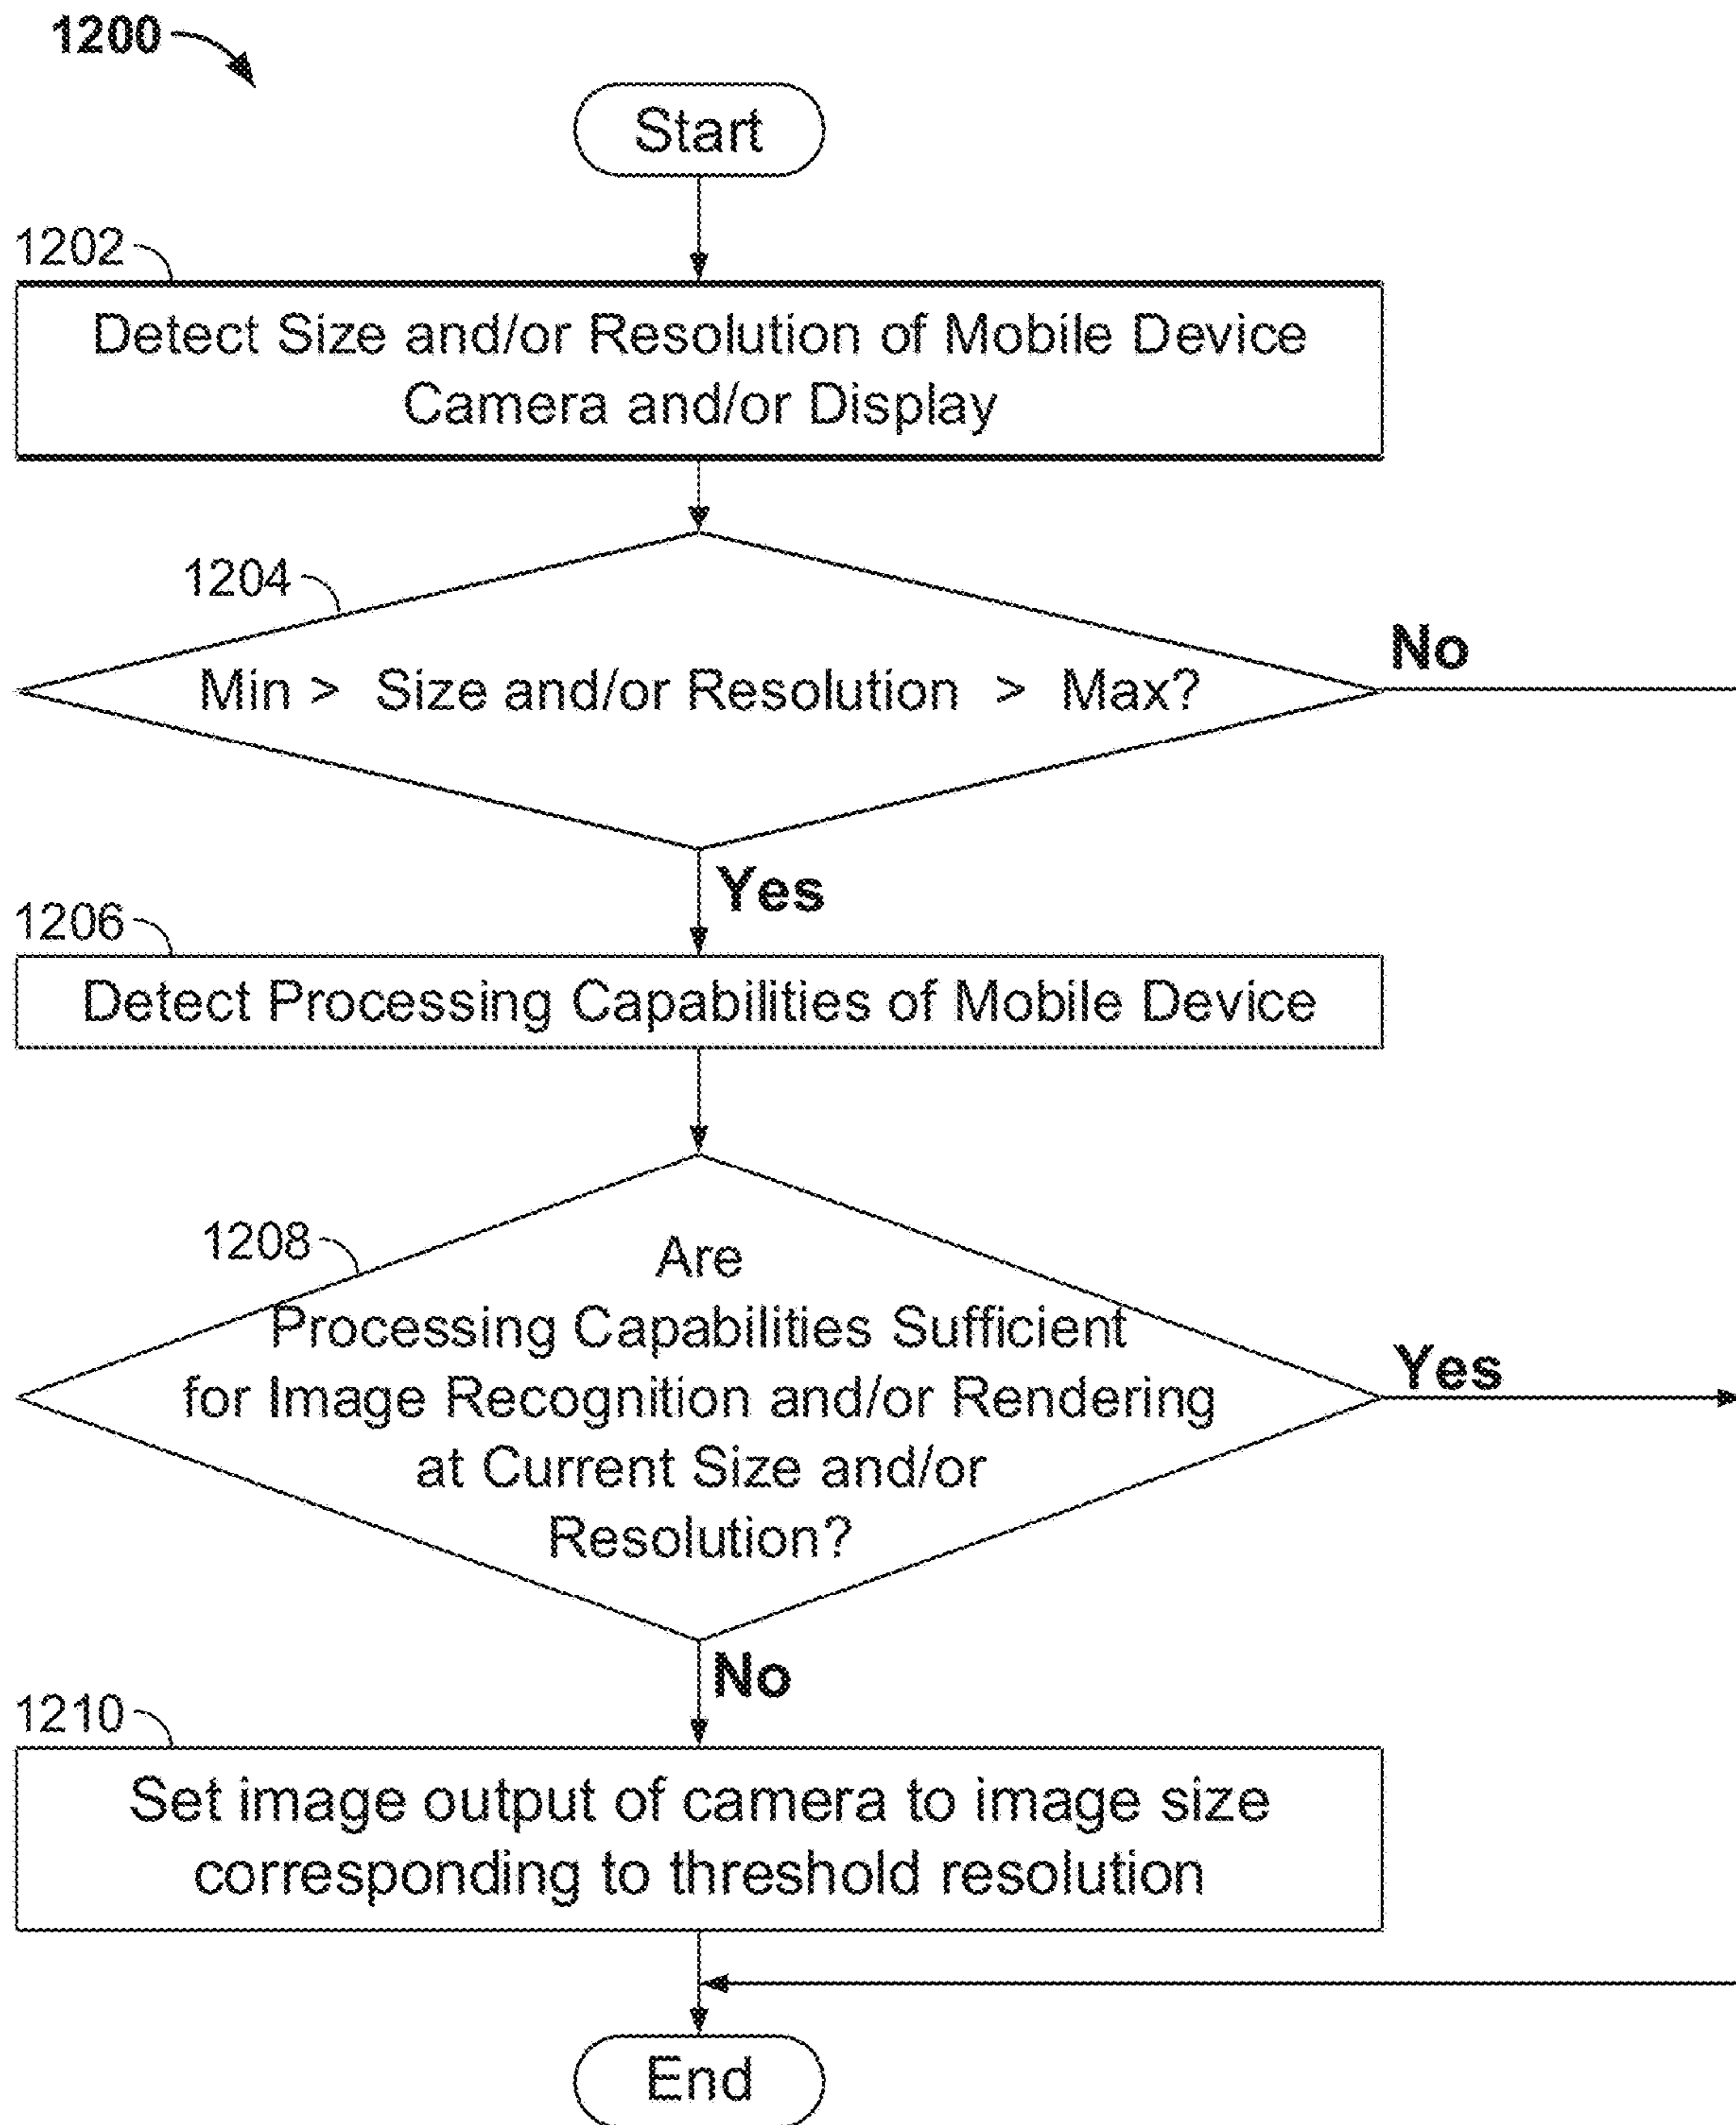 1200
Start
1202
Detect Size and/or Resolution of Mobile Device
Camera and/or Display
1204
Min > Size and/or Resolution > Max?
No
Yes
1206
Detect Processing Capabilities of Mobile Device
1208
Are
Processing Capabilities Sufficient
for Image Recognition and/or Rendering
at Current Size and/or
Resolution?
Yes
No
1210
Set image output of camera to image size
corresponding to threshold resolution
End